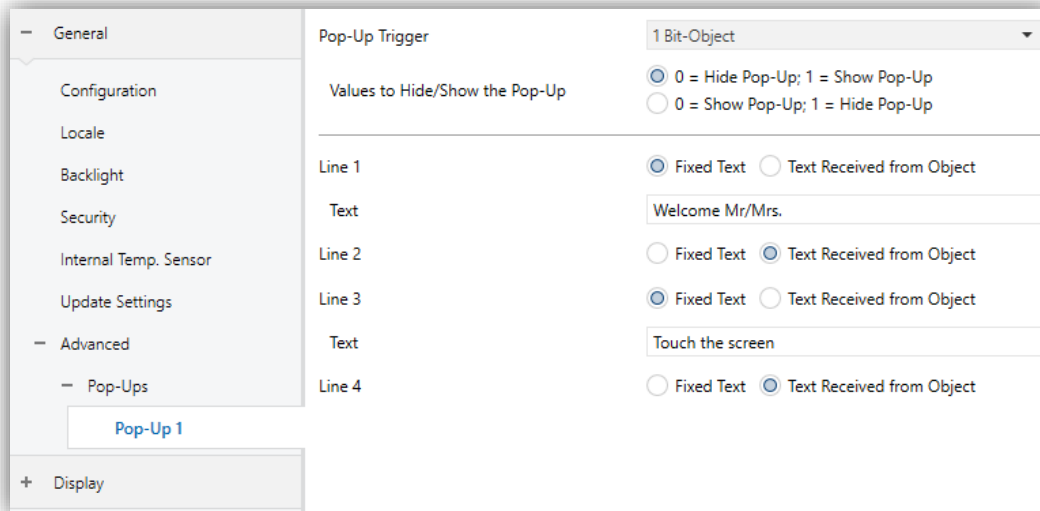 General
Configuration
Locale
Backlight
Security
Internal Temp. Sensor
Update Settings
Advanced
Pop-Ups
Pop-Up 1
Display
Pop-Up Trigger
1 Bit-Object
Values to Hide/Show the Pop-Up
0 = Hide Pop-Up; 1 = Show Pop-Up
0 = Show Pop-Up; 1 = Hide Pop-Up
Line 1
Fixed Text
Text Received from Object
Text
Welcome Mr/Mrs.
Line 2
Fixed Text
Text Received from Object
Line 3
Fixed Text
Text Received from Object
Text
Touch the screen
Line 4
Fixed Text
Text Received from Object